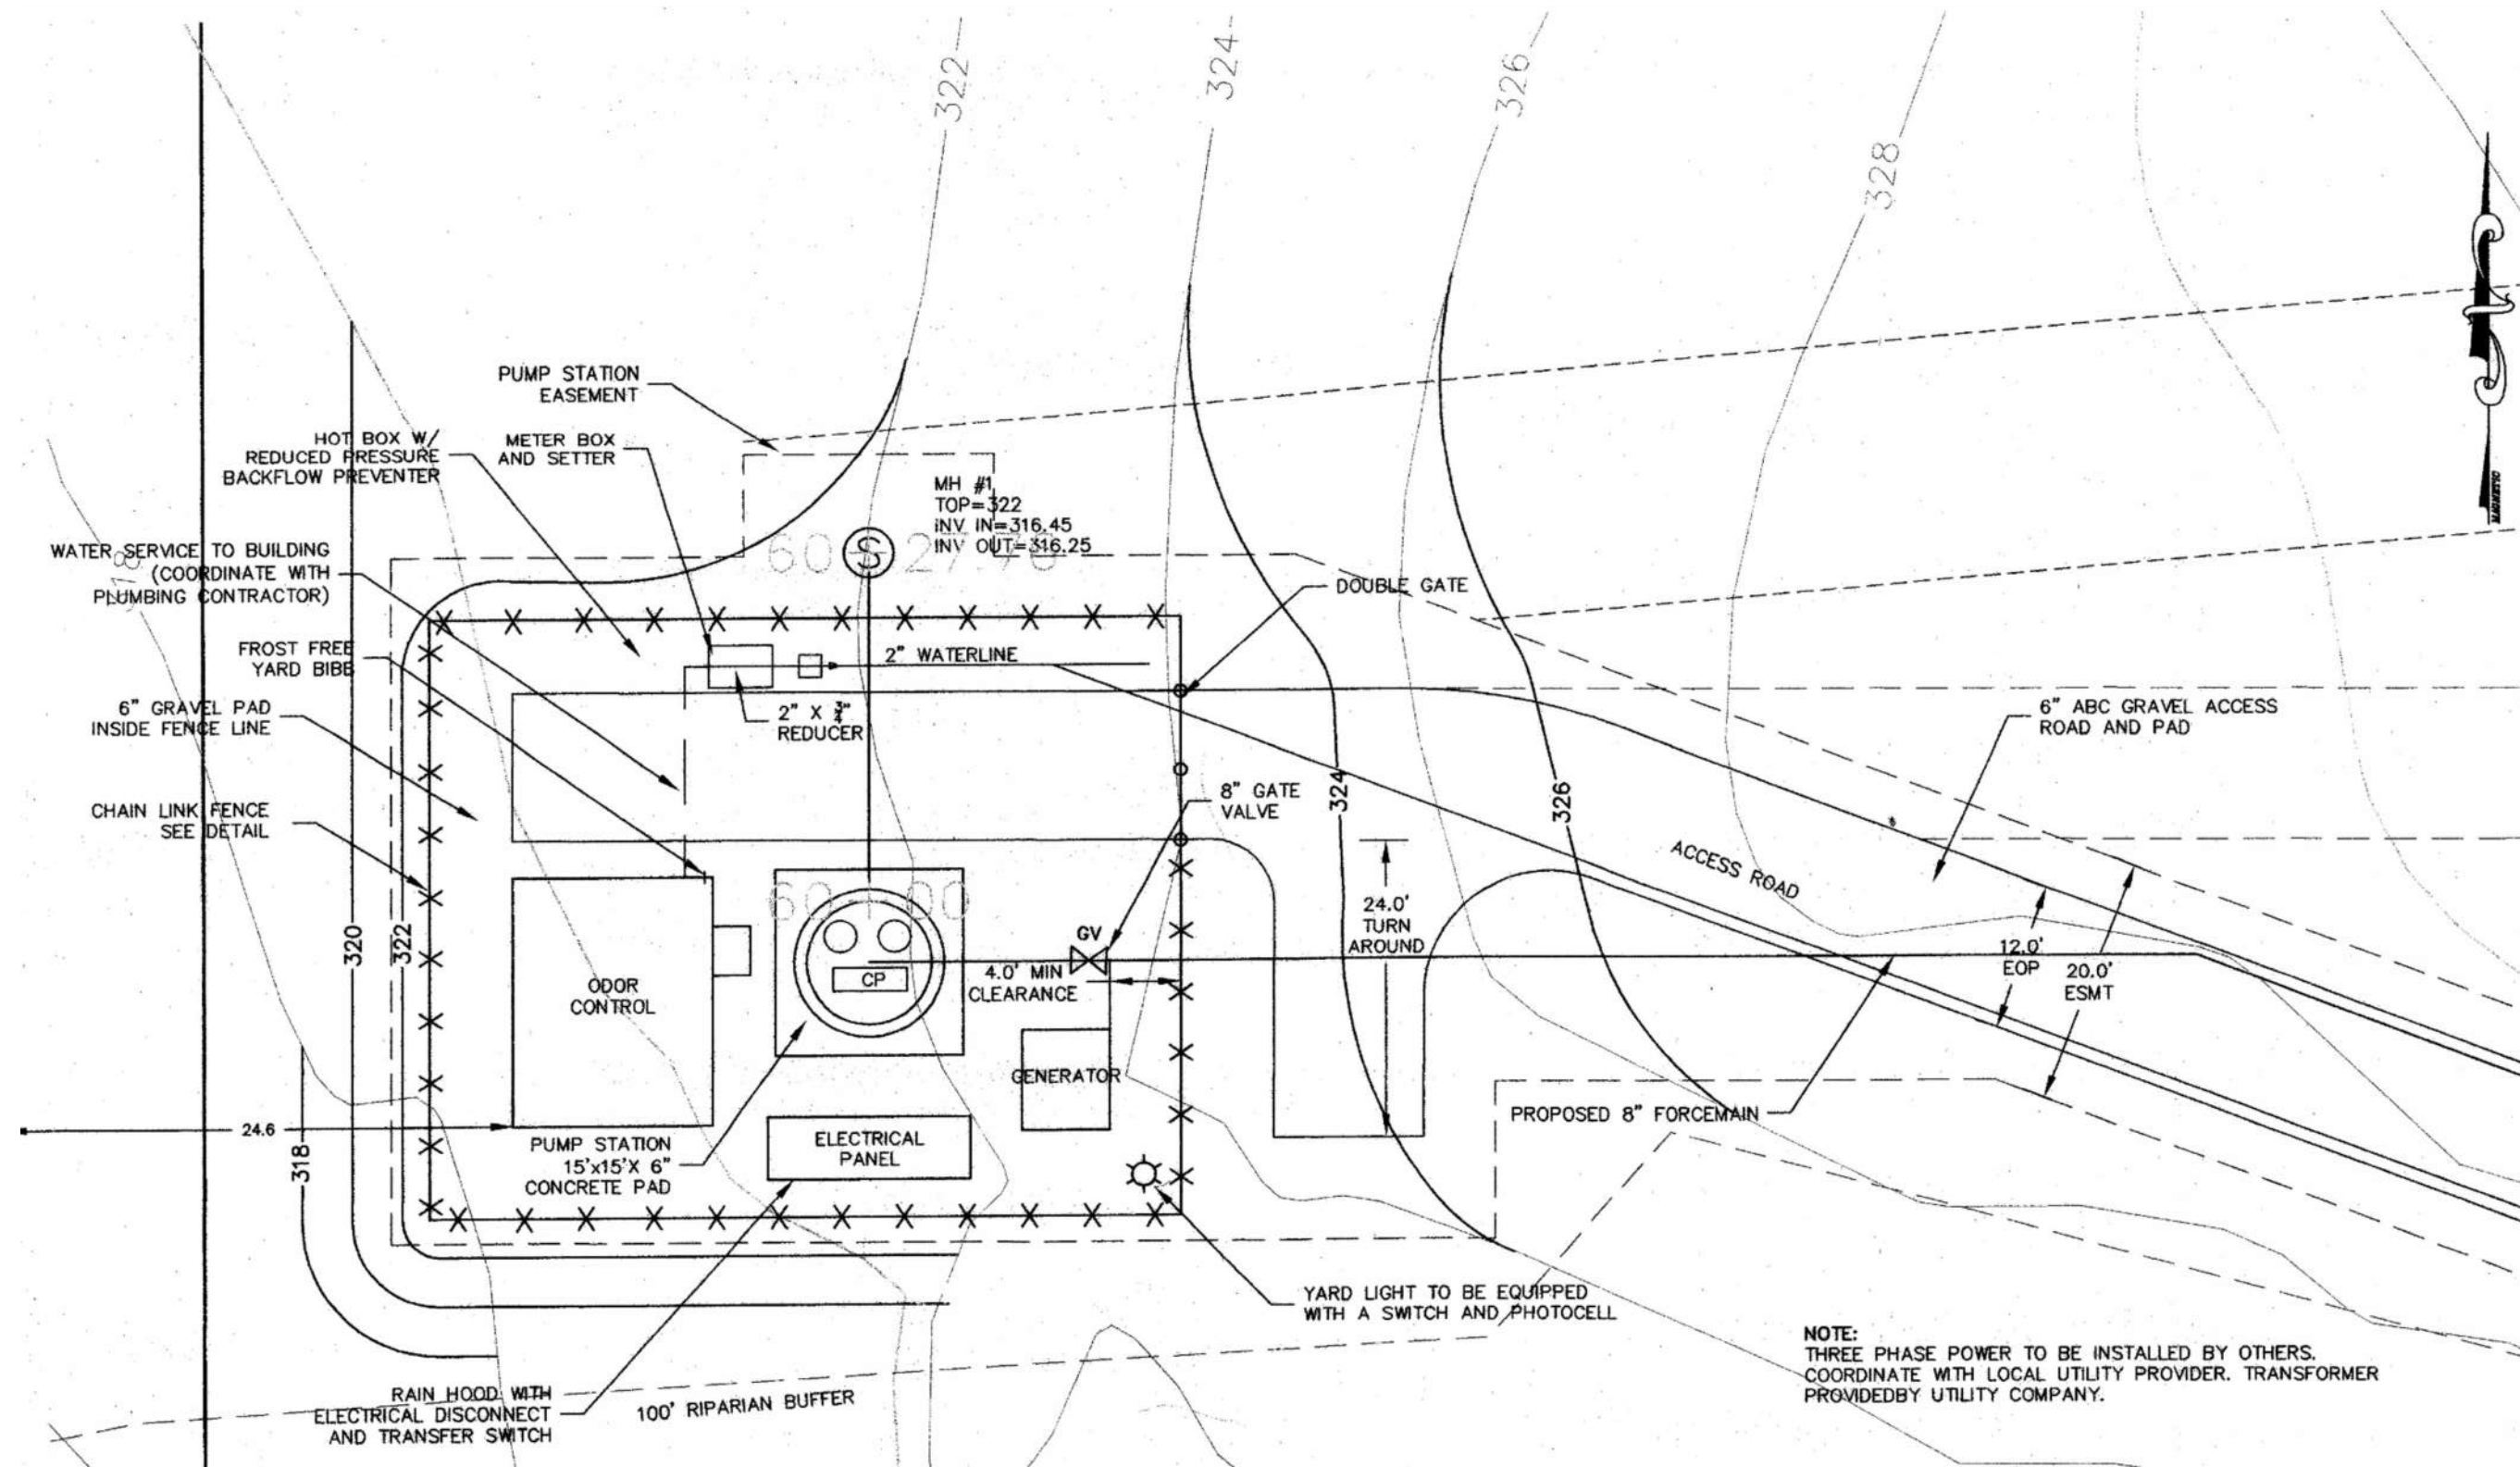 322
324
326
328
PUMP STATION
EASEMENT
HOT BOX W/
REDUCED PRESSURE
BACKFLOW PREVENTER
METER BOX
AND SETTER
MH #1
TOP=322
INV IN=316.45
INV OUT=316.25
MAGNETIC
WATER SERVICE TO BUILDING
(COORDINATE WITH
PLUMBING CONTRACTOR)
318
S
DOUBLE GATE
FROST FREE
YARD BIBB
2" WATERLINE
6" GRAVEL PAD
INSIDE FENCE LINE
2" X 3/4"
REDUCER
6" ABC GRAVEL ACCESS
ROAD AND PAD
CHAIN LINK FENCE
SEE DETAIL
8" GATE
VALVE
324
326
ACCESS ROAD
24.0'
TURN
AROUND
320
322
GV
4.0' MIN
CLEARANCE
CP
ODOR
CONTROL
12.0'
EOP
20.0'
ESMT
GENERATOR
PROPOSED 8" FORCEMAIN
24.6
318
PUMP STATION
15'x15'X 6"
CONCRETE PAD
ELECTRICAL
PANEL
YARD LIGHT TO BE EQUIPPED
WITH A SWITCH AND PHOTOCELL
NOTE:
THREE PHASE POWER TO BE INSTALLED BY OTHERS.
COORDINATE WITH LOCAL UTILITY PROVIDER. TRANSFORMER
PROVIDEDBY UTILITY COMPANY.
RAIN HOOD WITH
ELECTRICAL DISCONNECT
AND TRANSFER SWITCH
100' RIPARIAN BUFFER